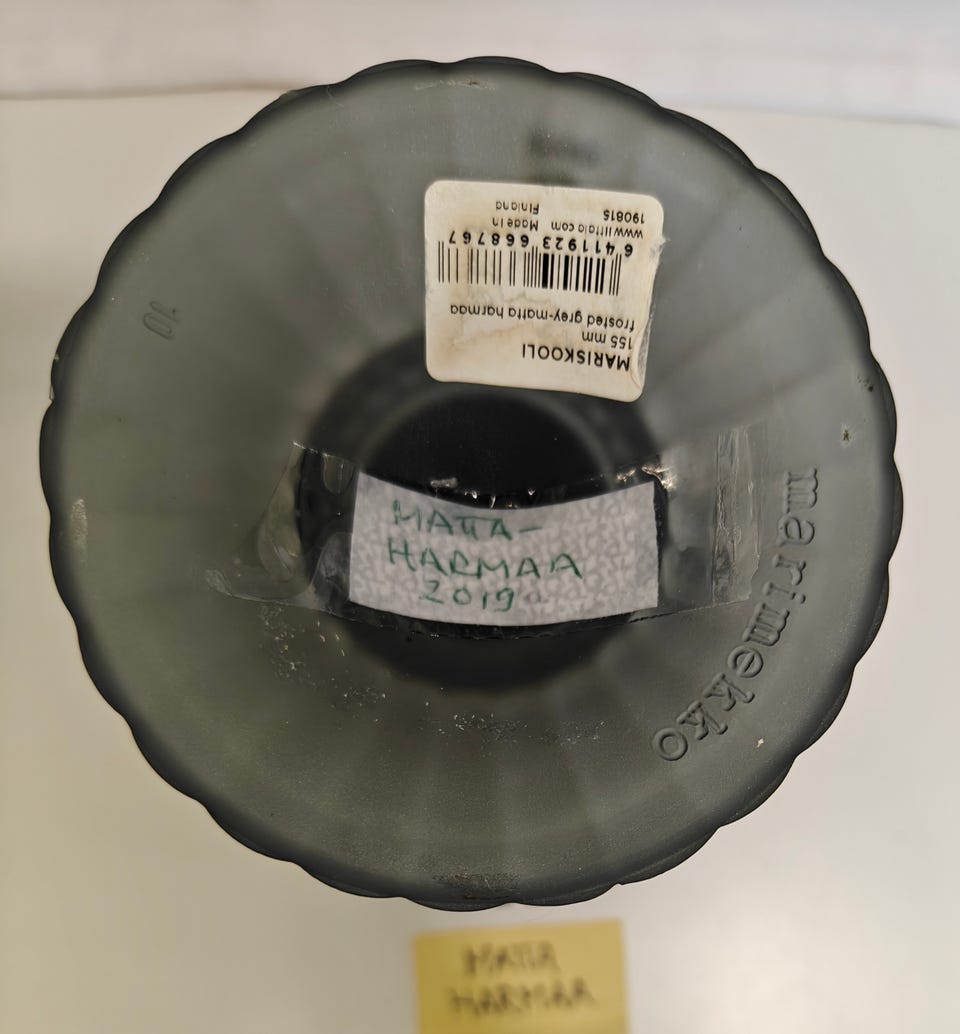 MARISKOOLI
155 mm
frosted grey-matta harmaa
6 411923 668767
www.iittala.com Made in
190815 Finland
MATTA-
HARMAA
2019
marimekko
10
MATTA
HARMAA